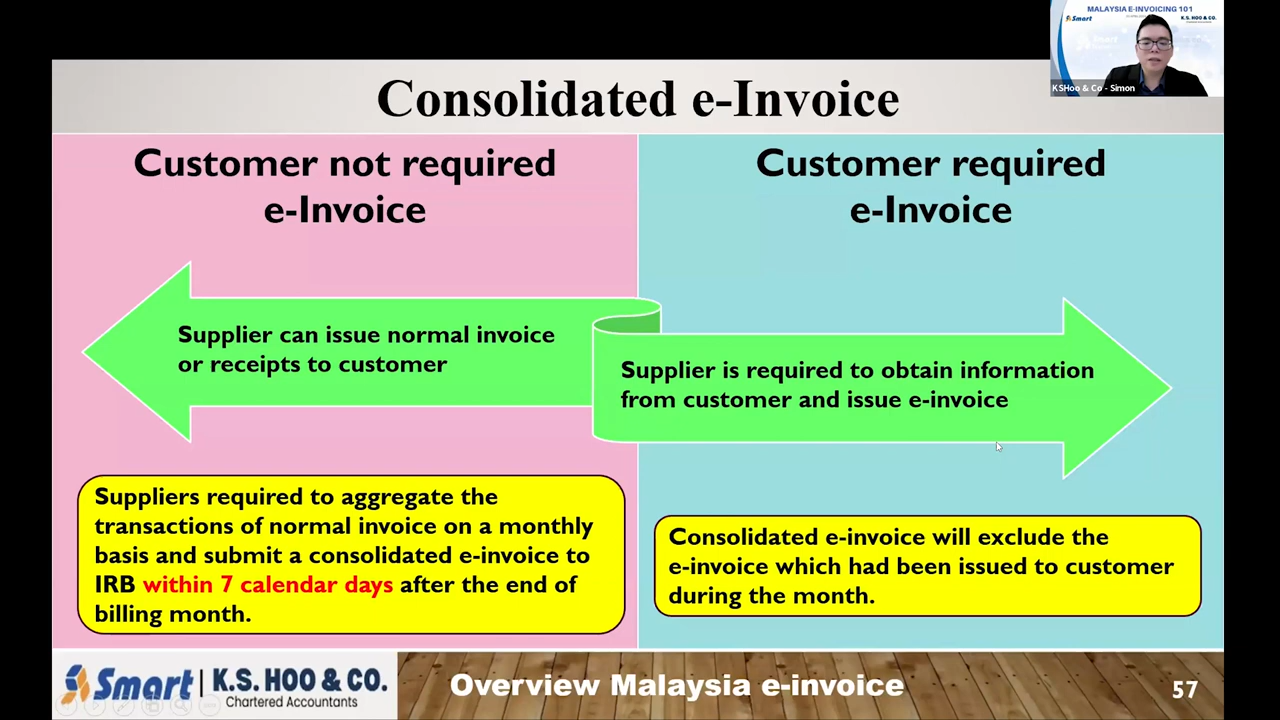 MALAYSIA E-INVOICING 101
Smart
K.S. HOO & CO.
KSHoo & Co - Simon
Consolidated e-Invoice
Customer not required
e-Invoice
Customer required
e-Invoice
Supplier can issue normal invoice
or receipts to customer
Supplier is required to obtain information
from customer and issue e-invoice
Suppliers required to aggregate the
transactions of normal invoice on a monthly
basis and submit a consolidated e-invoice to
IRB within 7 calendar days after the end of
billing month.
Consolidated e-invoice will exclude the
e-invoice which had been issued to customer
during the month.
Smart
K.S. HOO & CO.
Chartered Accountants
Overview Malaysia e-invoice
57